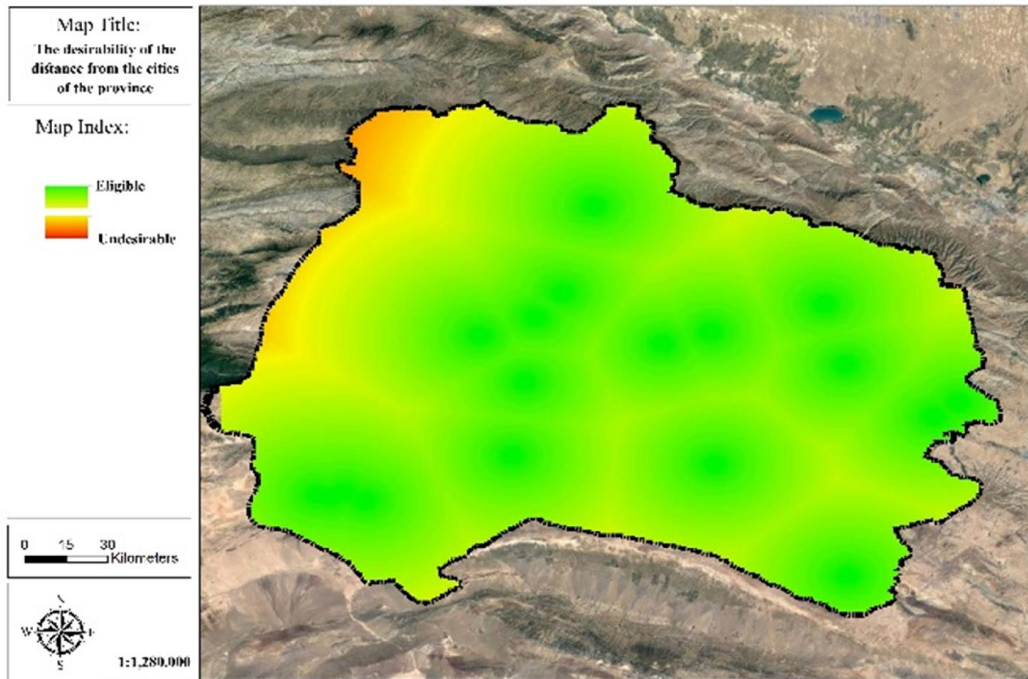 Map Title:
The desirability of the
distance from the cities
of the province
Map Index:
Eligible
Undesirable
0 15 30
Kilometers
N
W E
S
1:1,280.000